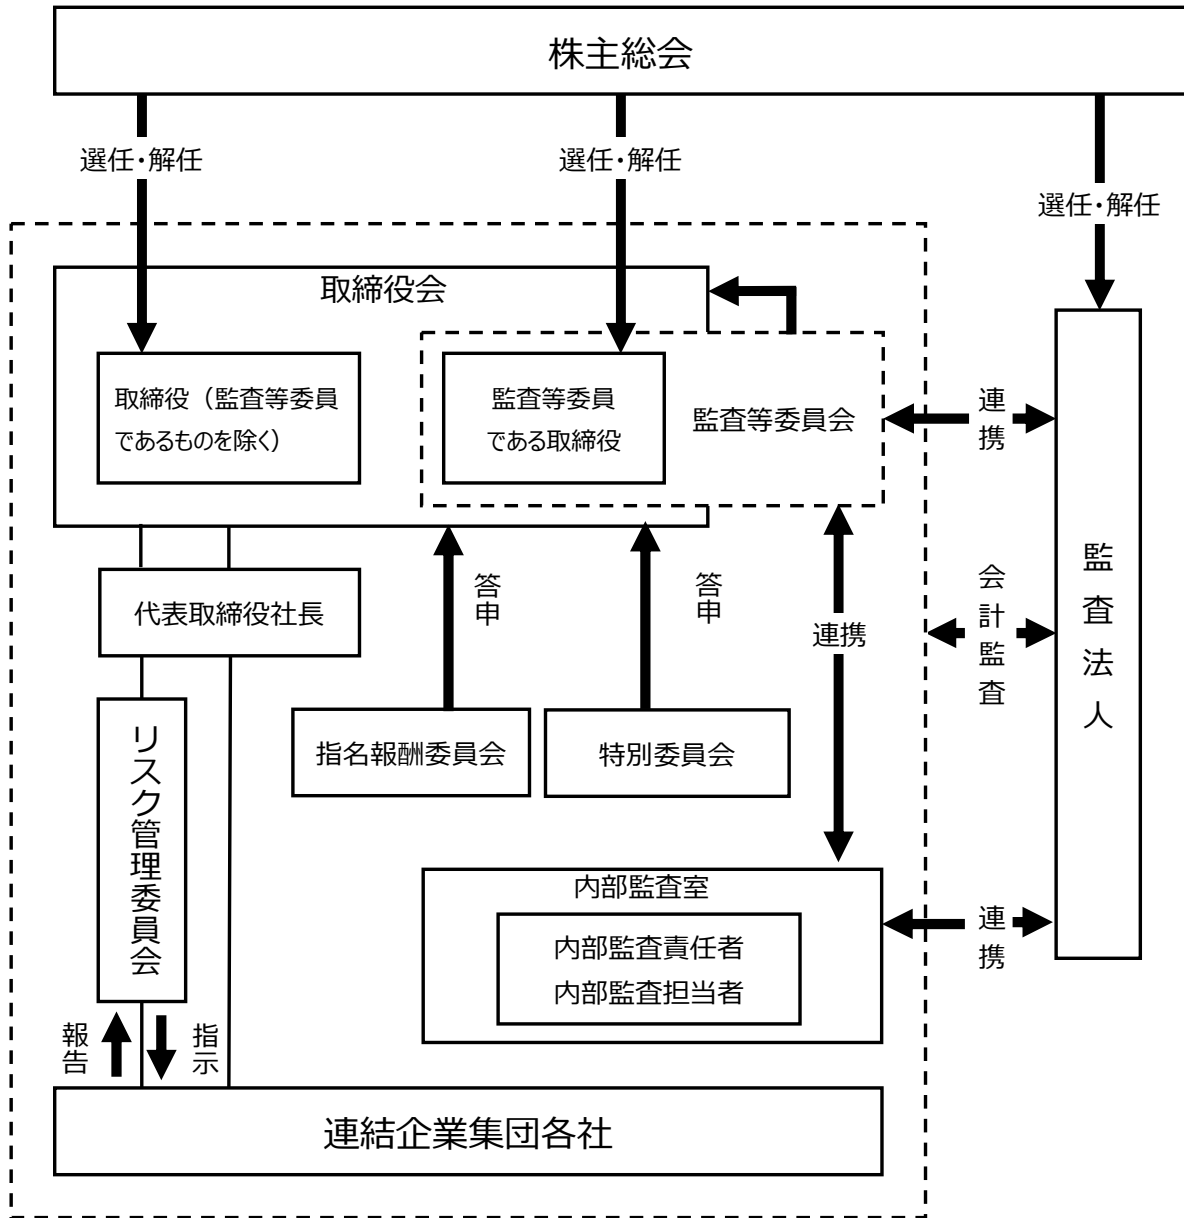 株主総会
選任・解任
選任・解任
選任・解任
取締役会
取締役（監査等委員
であるものを除く）
監査等委員
である取締役
監査等委員会
連携
監査法人
会計監査
代表取締役社長
答申
答申
連携
指名報酬委員会
特別委員会
リスク管理委員会
内部監査室
内部監査責任者
内部監査担当者
連携
報告
指示
連結企業集団各社